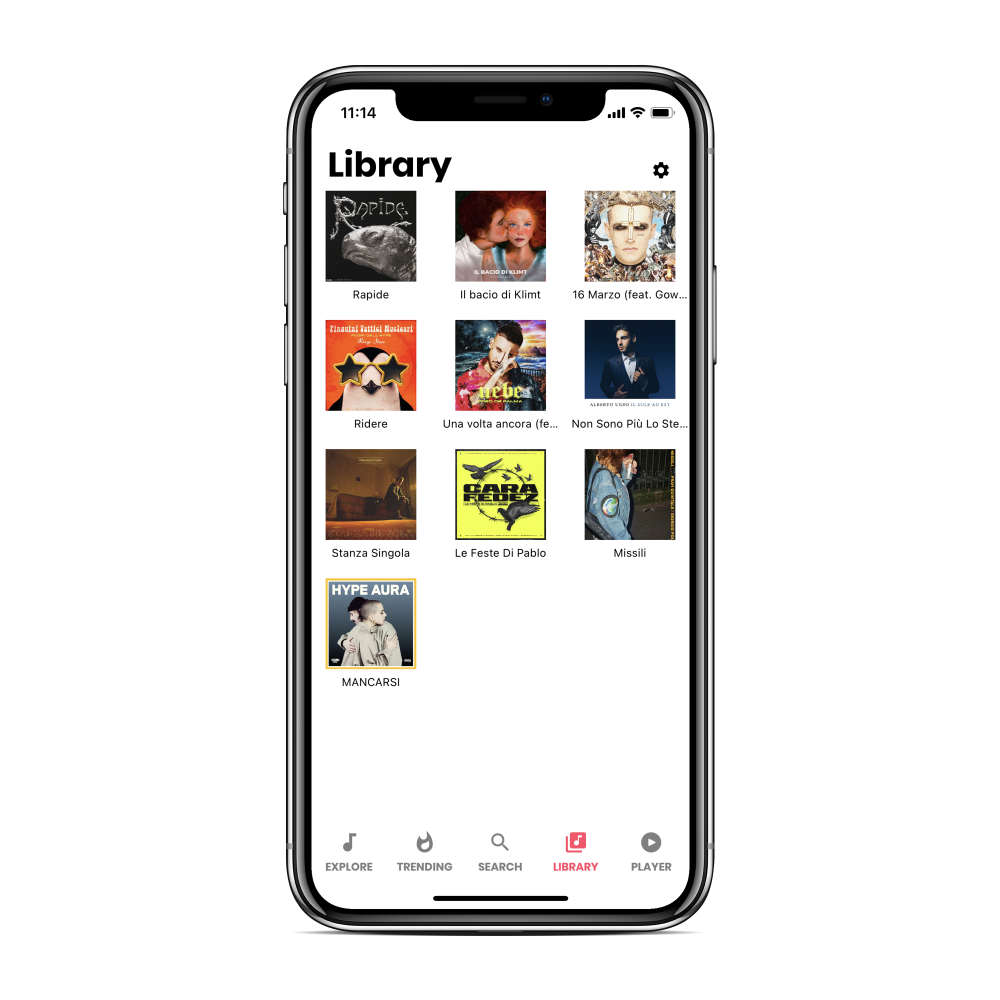 11:14
Library
RAPIDE
IL BACIO DI KLIMT
Rapide
Il bacio di Klimt
16 Marzo (feat. Gow...
Pinguini Tattici Nucleari
FUORI DALL'HYPE
Ringo Starr
nebe
FRED DE PALMA
ALBERTO URSO IL SOLE AD EST
Ridere
Una volta ancora (fe...
Non Sono Più Lo Ste...
FRANCO126
STANZA SINGOLA
CARA
FEDEZ
LE FESTE DI PABLO
MISSILI FRAH QUINTALE / GIORGIO POI
Stanza Singola
Le Feste Di Pablo
Missili
HYPE AURA
MANCARSI
EXPLORE
TRENDING
SEARCH
LIBRARY
PLAYER